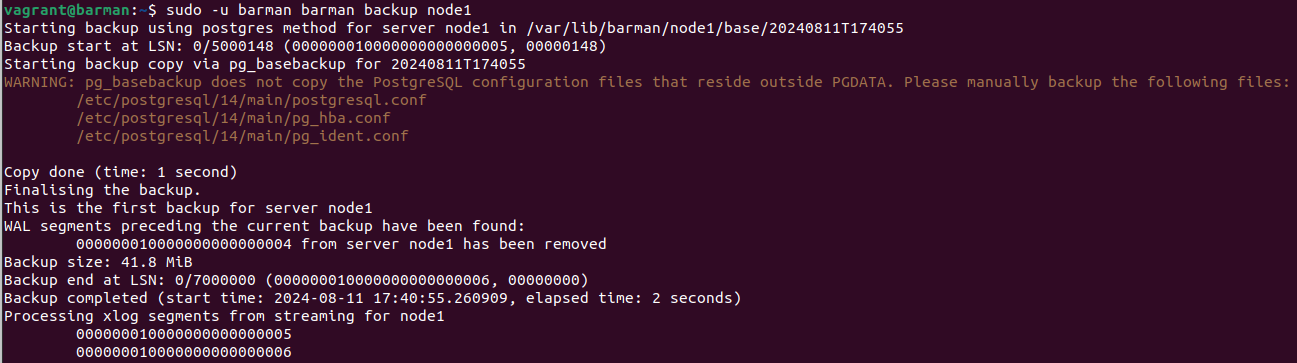 vagrant@barman:~$ sudo -u barman barman backup node1
Starting backup using postgres method for server node1 in /var/lib/barman/node1/base/20240811T174055
Backup start at LSN: 0/5000148 (000000010000000000000005, 00000148)
Starting backup copy via pg_basebackup for 20240811T174055
WARNING: pg_basebackup does not copy the PostgreSQL configuration files that reside outside PGDATA. Please manually backup the following files:
/etc/postgresql/14/main/postgresql.conf
/etc/postgresql/14/main/pg_hba.conf
/etc/postgresql/14/main/pg_ident.conf
Copy done (time: 1 second)
Finalising the backup.
This is the first backup for server node1
WAL segments preceding the current backup have been found:
000000010000000000000004 from server node1 has been removed
Backup size: 41.8 MiB
Backup end at LSN: 0/7000000 (000000010000000000000006, 00000000)
Backup completed (start time: 2024-08-11 17:40:55.260909, elapsed time: 2 seconds)
Processing xlog segments from streaming for node1
000000010000000000000005
000000010000000000000006